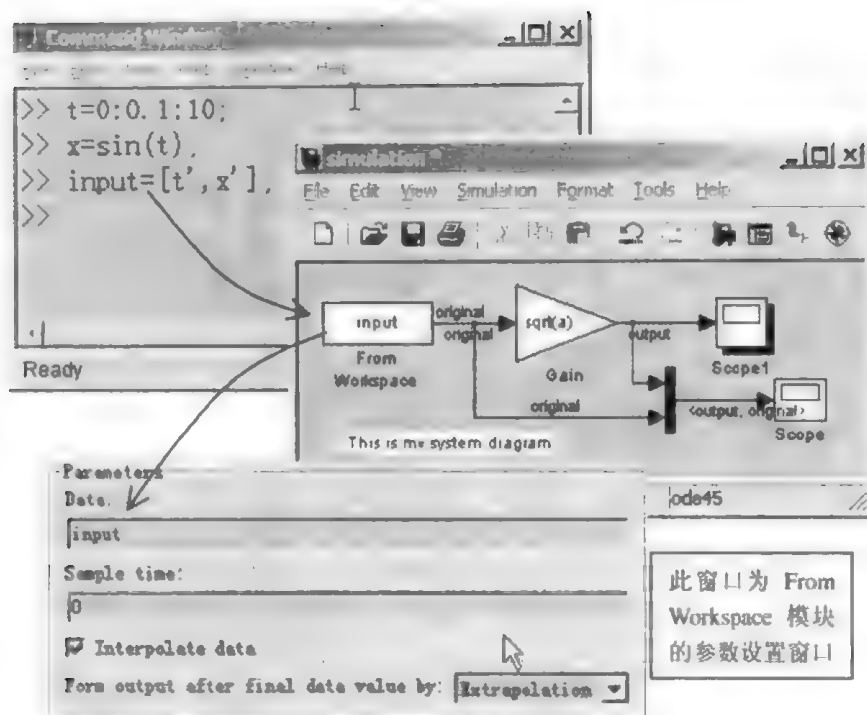 Command Window
>> t=0:0.1:10;
>> x=sin(t),
>> input=[t',x'],
>>
Ready
simulation *
File Edit View Simulation Format Tools Help
input
From
Workspace
original
original
sqrt(a)
Gain
output
Scope1
original
<output, original>
Scope
This is my system diagram
ode45
Parameters
Data:
input
Sample time:
0
Interpolate data
Form output after final data value by: Extrapolation
此窗口为 From
Workspace 模块
的参数设置窗口